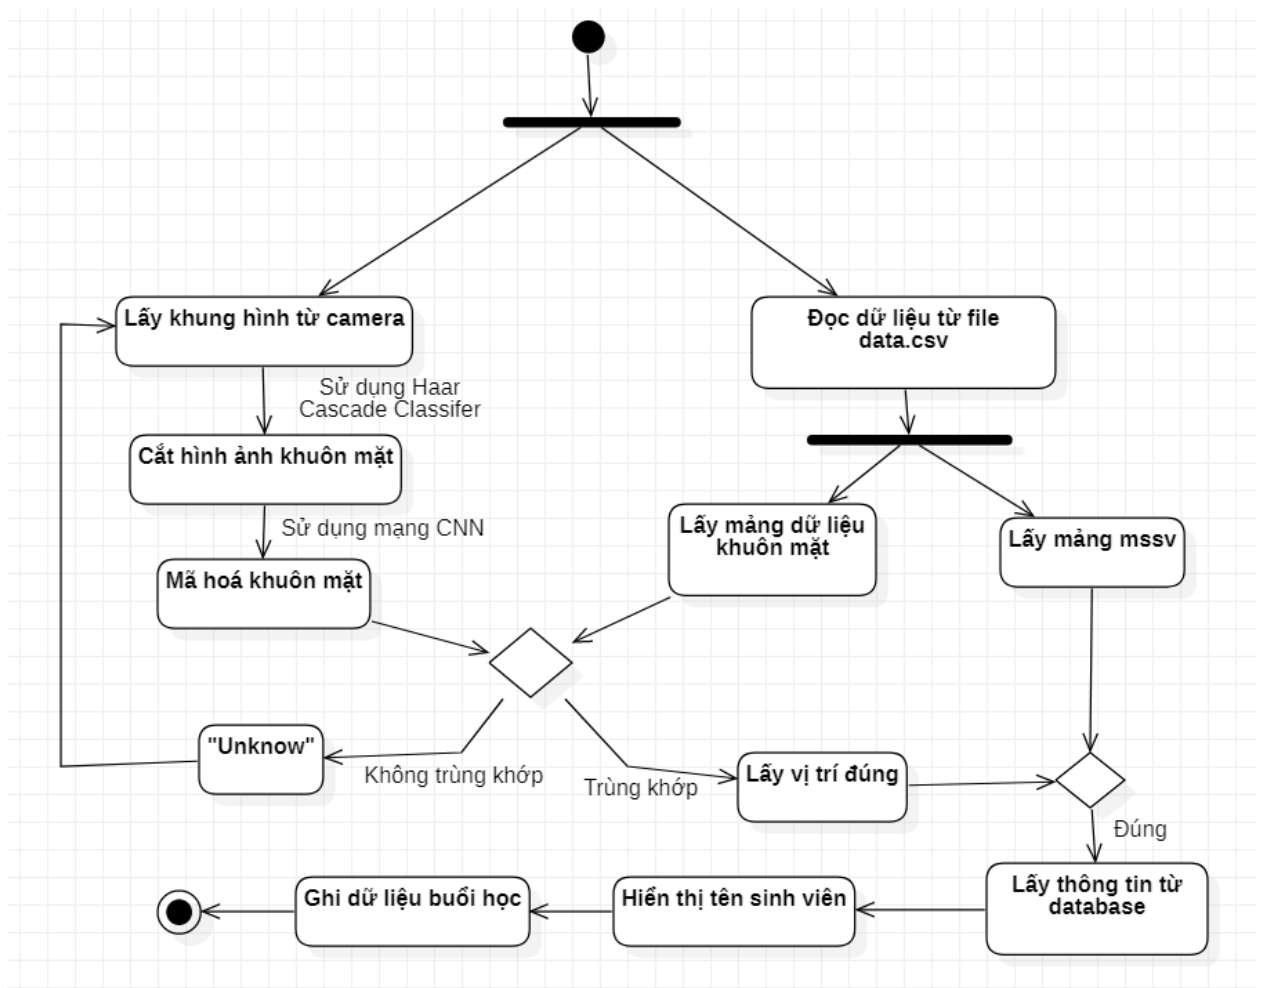 Lấy khung hình từ camera
Đọc dữ liệu từ file
data.csv
Sử dụng Haar
Cascade Classifer
Cắt hình ảnh khuôn mặt
Sử dụng mạng CNN
Lấy mảng dữ liệu
khuôn mặt
Lấy mảng mssv
Mã hoá khuôn mặt
"Unknow"
Không trùng khớp
Trùng khớp
Lấy vị trí đúng
Đúng
Lấy thông tin từ
database
Hiển thị tên sinh viên
Ghi dữ liệu buổi học